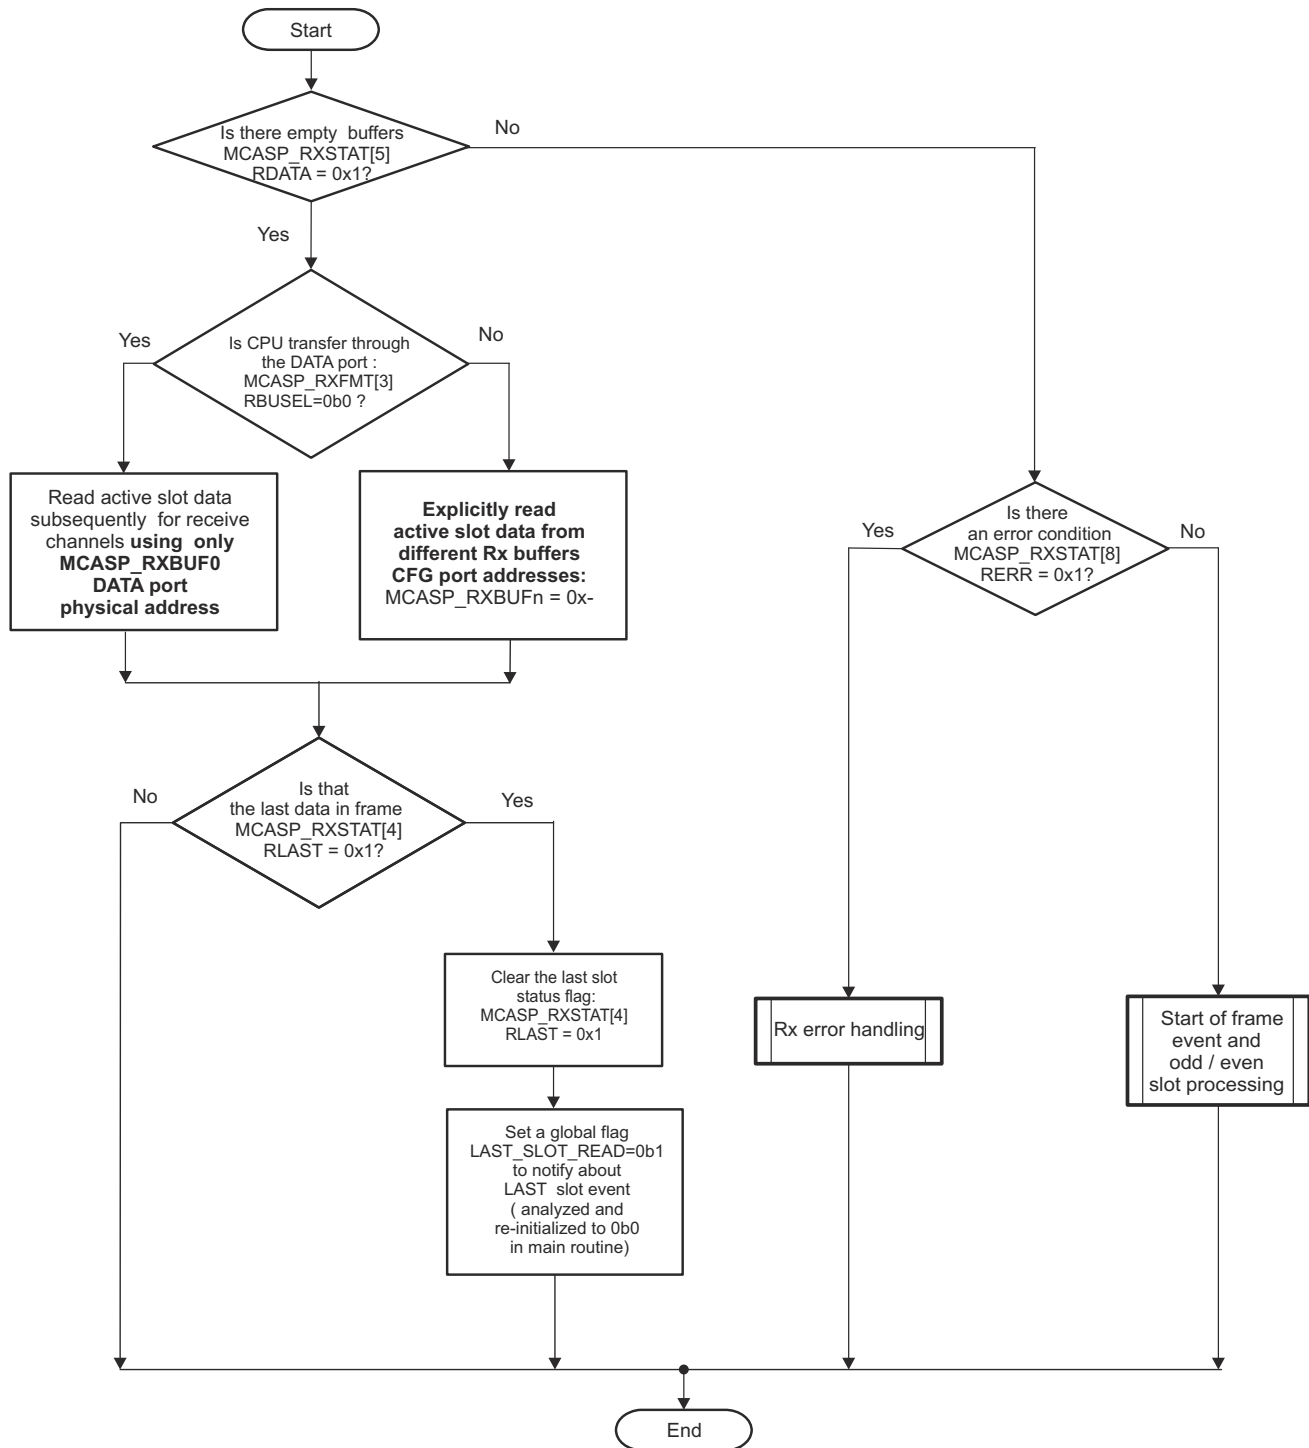 Start
Is there empty buffers
MCASP_RXSTAT[5]
RDATA = 0x1?
No
Yes
Is CPU transfer through
the DATA port :
MCASP_RXFMT[3]
RBUSEL=0b0 ?
Yes
No
Read active slot data
subsequently for receive
channels using only
MCASP_RXBUF0
DATA port
physical address
Explicitly read
active slot data from
different Rx buffers
CFG port addresses:
MCASP_RXBUFn = 0x-
Is there
an error condition
MCASP_RXSTAT[8]
RERR = 0x1?
Yes
No
Is that
the last data in frame
MCASP_RXSTAT[4]
RLAST = 0x1?
No
Yes
Clear the last slot
status flag:
MCASP_RXSTAT[4]
RLAST = 0x1
Rx error handling
Start of frame
event and
odd / even
slot processing
Set a global flag
LAST_SLOT_READ=0b1
to notify about
LAST slot event
( analyzed and
re-initialized to 0b0
in main routine)
End